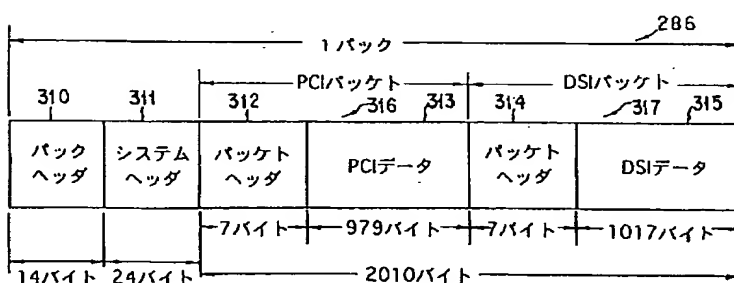 286
1パック
PCIパケット DSIパケット
310 311 312 316 313 314 317 315
パック
ヘッダ
システム
ヘッダ
パケット
ヘッダ
PCIデータ
パケット
ヘッダ
DSIデータ
7バイト 979バイト 7バイト 1017バイト
14バイト 24バイト 2010バイト